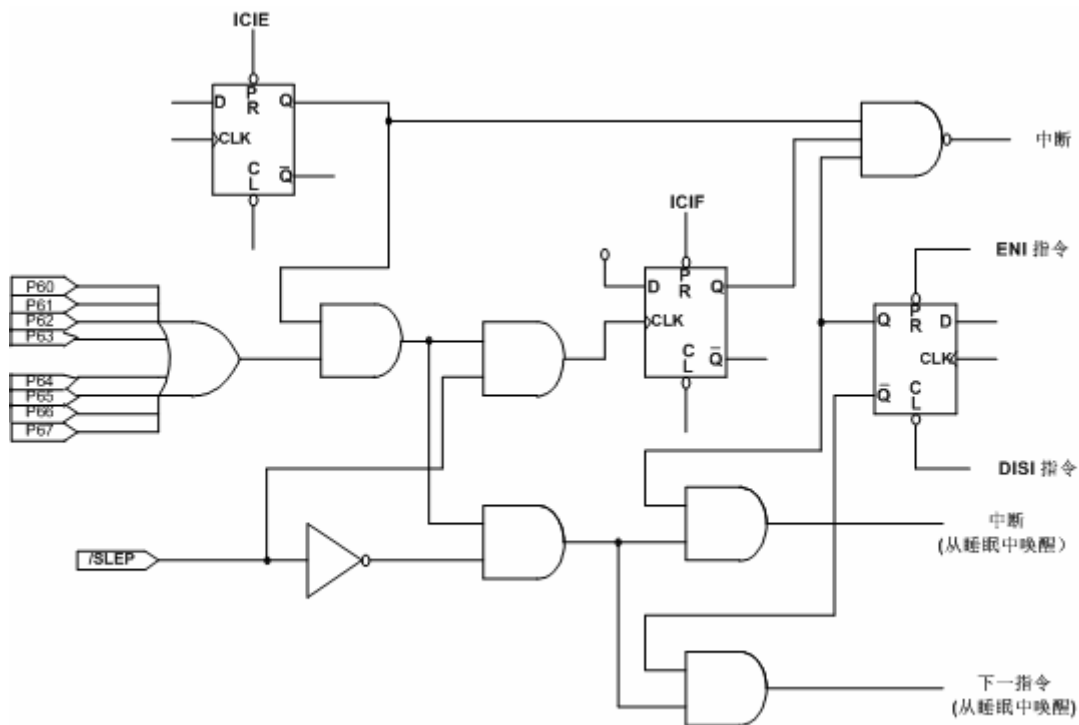 ICIE
D
PR
Q
CLK
CL
Q̅
中断
ICIF
D
PR
Q
CLK
CL
Q̅
ENI 指令
Q
PR
D
CLK
Q̅
CL
DISI 指令
P60
P61
P62
P63
P64
P65
P66
P67
/SLEP
中断
(从睡眠中唤醒）
下一指令
(从睡眠中唤醒)